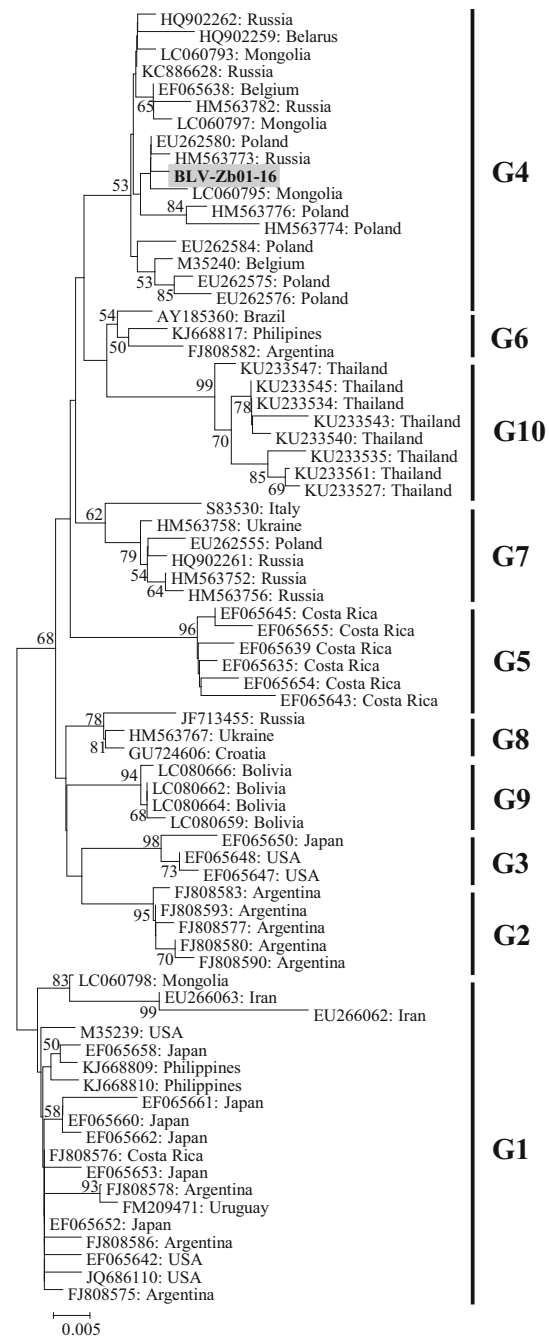 HQ902262: Russia
HQ902259: Belarus
LC060793: Mongolia
KC886628: Russia
EF065638: Belgium
65
HM563782: Russia
LC060797: Mongolia
EU262580: Poland
HM563773: Russia
BLV-Zb01-16
53
G4
LC060795: Mongolia
84
HM563776: Poland
HM563774: Poland
EU262584: Poland
M35240: Belgium
53
EU262575: Poland
85
EU262576: Poland
54
AY185360: Brazil
KJ668817: Philipines
G6
50
FJ808582: Argentina
KU233547: Thailand
99
KU233545: Thailand
78
KU233534: Thailand
KU233543: Thailand
G10
70
KU233540: Thailand
KU233535: Thailand
85
KU233561: Thailand
69
KU233527: Thailand
S83530: Italy
62
HM563758: Ukraine
EU262555: Poland
79
HQ902261: Russia
G7
54
HM563752: Russia
64
HM563756: Russia
EF065645: Costa Rica
96
EF065655: Costa Rica
68
EF065639 Costa Rica
EF065635: Costa Rica
G5
EF065654: Costa Rica
EF065643: Costa Rica
78
JF713455: Russia
HM563767: Ukraine
G8
81
GU724606: Croatia
94
LC080666: Bolivia
LC080662: Bolivia
G9
LC080664: Bolivia
68
LC080659: Bolivia
98
EF065650: Japan
EF065648: USA
G3
73
EF065647: USA
FJ808583: Argentina
95
FJ808593: Argentina
FJ808577: Argentina
G2
70
FJ808580: Argentina
FJ808590: Argentina
83
LC060798: Mongolia
EU266063: Iran
99
EU266062: Iran
M35239: USA
50
EF065658: Japan
KJ668809: Philippines
KJ668810: Philippines
EF065661: Japan
58
EF065660: Japan
EF065662: Japan
G1
FJ808576: Costa Rica
EF065653: Japan
93
FJ808578: Argentina
FM209471: Uruguay
EF065652: Japan
FJ808586: Argentina
EF065642: USA
JQ686110: USA
FJ808575: Argentina
0.005